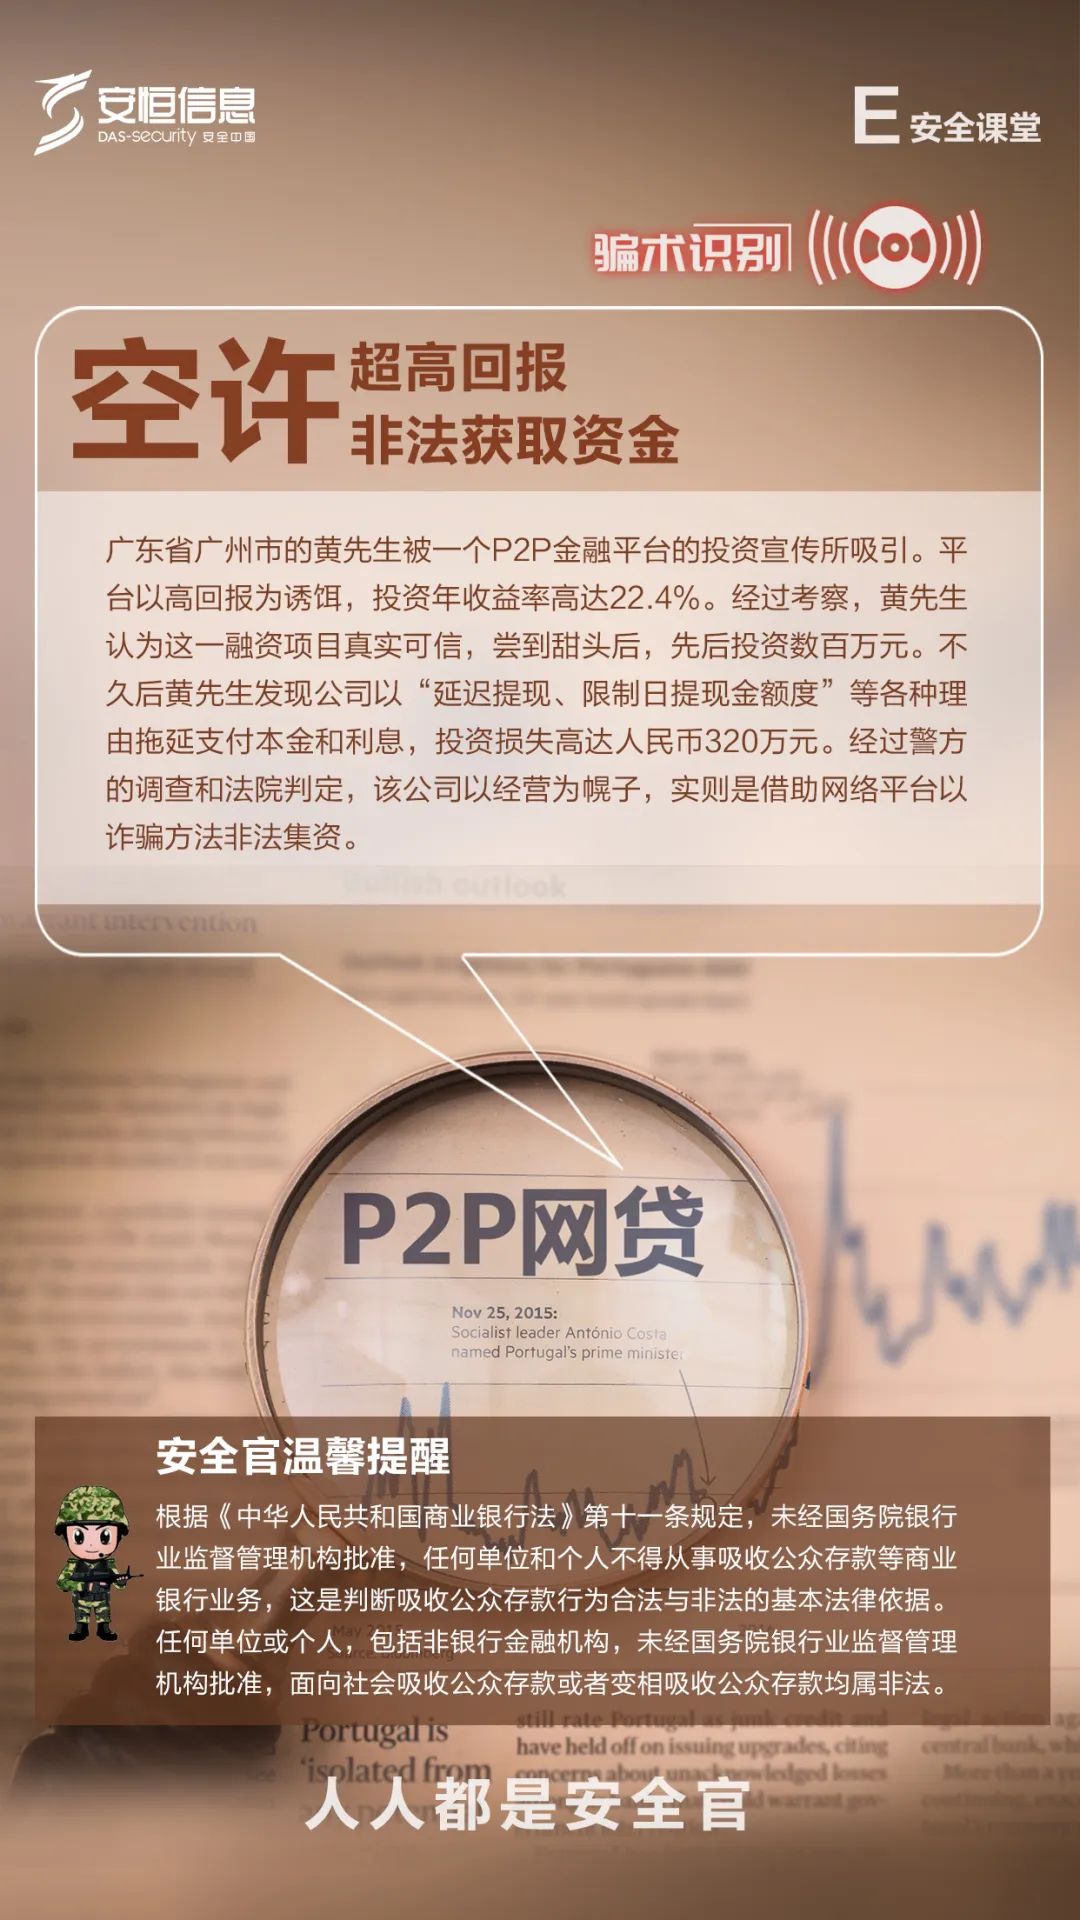 安恒信息
DAS-security 安全中国
E安全课堂
骗术识别
空许
超高回报
非法获取资金
广东省广州市的黄先生被一个P2P金融平台的投资宣传所吸引。平
台以高回报为诱饵，投资年收益率高达22.4%。经过考察，黄先生
认为这一融资项目真实可信，尝到甜头后，先后投资数百万元。不
久后黄先生发现公司以“延迟提现、限制日提现金额度”等各种理
由拖延支付本金和利息，投资损失高达人民币320万元。经过警方
的调查和法院判定，该公司以经营为幌子，实则是借助网络平台以
诈骗方法非法集资。
Bullish outlook
warrant intervention
P2P网贷
Nov 25, 2015:
Socialist leader António Costa
named Portugal's prime minister
安全官温馨提醒
根据《中华人民共和国商业银行法》第十一条规定，未经国务院银行
业监督管理机构批准，任何单位和个人不得从事吸收公众存款等商业
银行业务，这是判断吸收公众存款行为合法与非法的基本法律依据。
任何单位或个人，包括非银行金融机构，未经国务院银行业监督管理
机构批准，面向社会吸收公众存款或者变相吸收公众存款均属非法。
May 2015
Source: Bloomberg
Portugal is
'isolated from
still rate Portugal as junk credit and
have held off on issuing upgrades, citing
concerns about unacknowledged losses
人人都是安全官